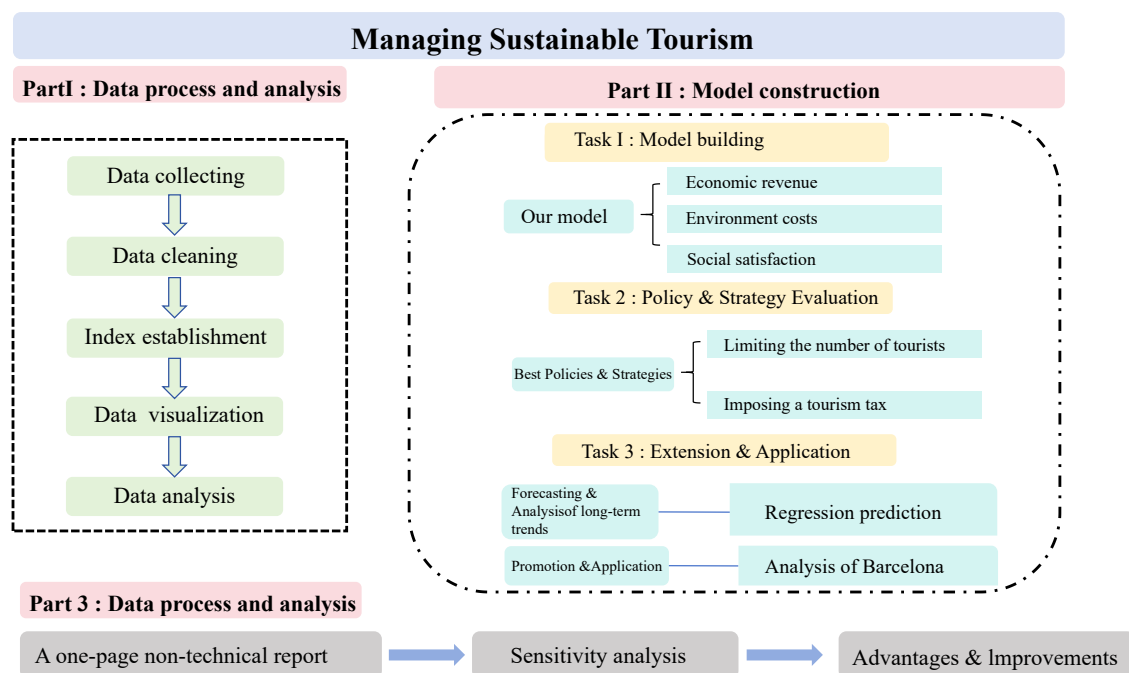 Managing Sustainable Tourism
PartI : Data process and analysis
Data collecting
Data cleaning
Index establishment
Data visualization
Data analysis
Part II : Model construction
Task I : Model building
Our model
Economic revenue
Environment costs
Social satisfaction
Task 2 : Policy & Strategy Evaluation
Best Policies & Strategies
Limiting the number of tourists
Imposing a tourism tax
Task 3 : Extension & Application
Forecasting &
Analysisof long-term
trends
Regression prediction
Promotion &Application
Analysis of Barcelona
Part 3 : Data process and analysis
A one-page non-technical report
Sensitivity analysis
Advantages & Improvements